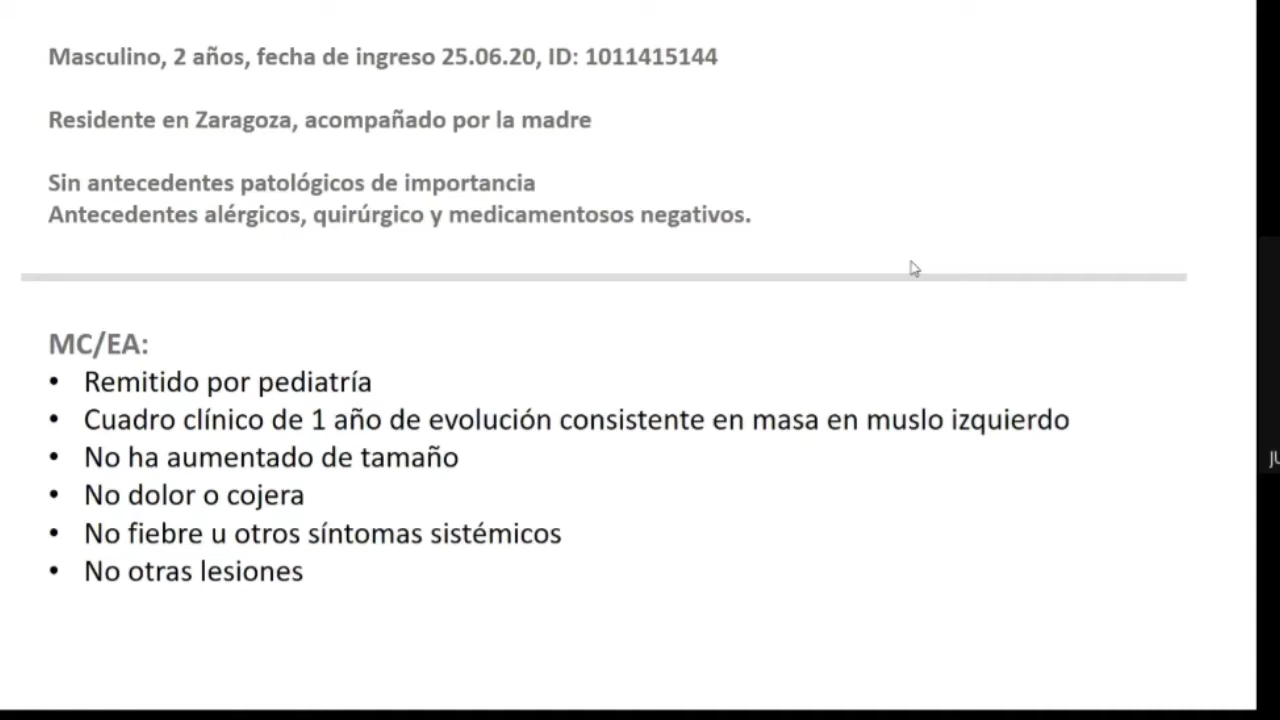 Masculino, 2 años, fecha de ingreso 25.06.20, ID: 1011415144
Residente en Zaragoza, acompañado por la madre
Sin antecedentes patológicos de importancia
Antecedentes alérgicos, quirúrgico y medicamentosos negativos.
MC/EA:
• Remitido por pediatría
• Cuadro clínico de 1 año de evolución consistente en masa en muslo izquierdo
• No ha aumentado de tamaño
• No dolor o cojera
• No fiebre u otros síntomas sistémicos
• No otras lesiones